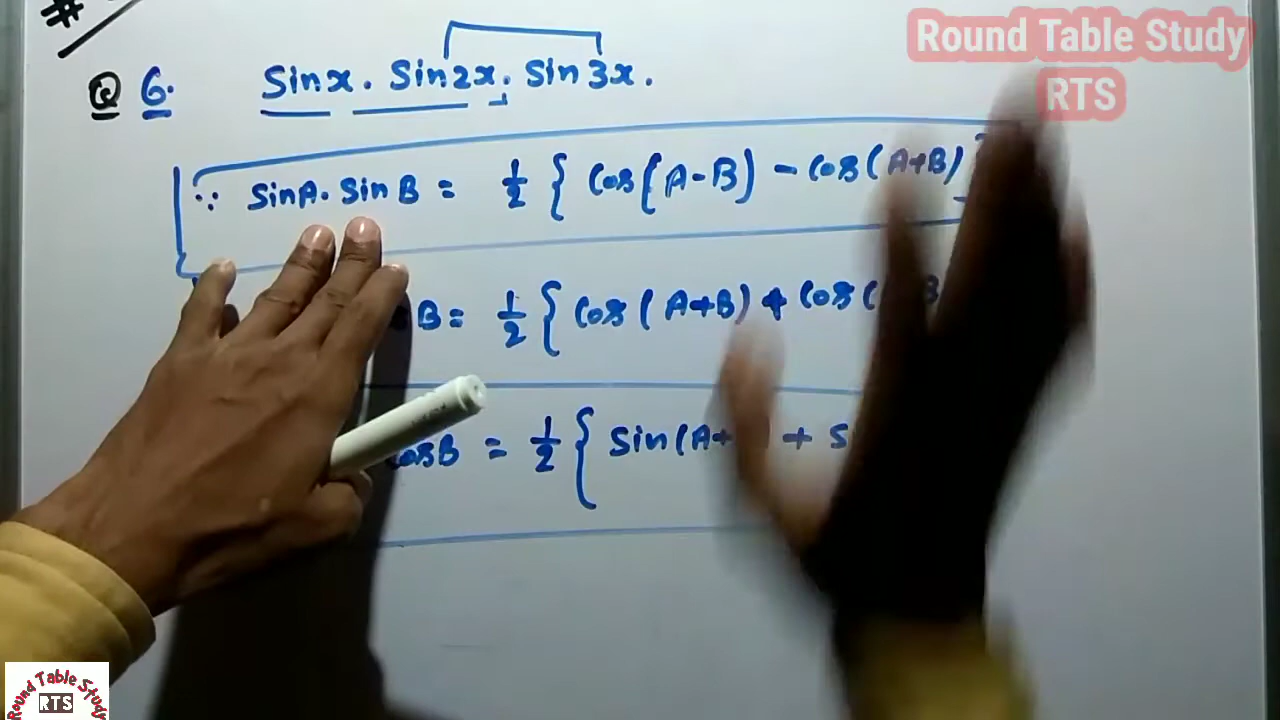 Round Table Study
RTS
Q 6. Sinx . Sin2x . Sin3x .
∵ SinA . SinB = 1/2 { Cos(A-B) - Cos(A+B) }
B = 1/2 { Cos(A+B) + Cos(
CosB = 1/2 { Sin(A+ + S
Round Table Study
RTS